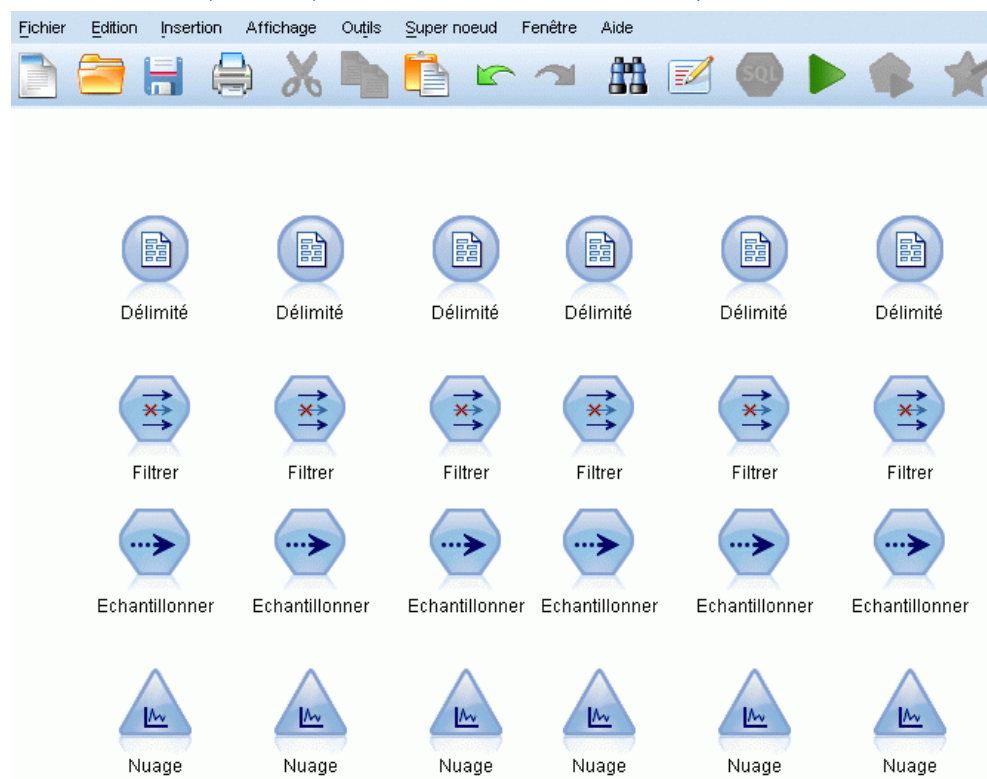 Fichier Edition Insertion Affichage Outils Super noeud Fenêtre Aide
SQL
Délimité Délimité Délimité Délimité Délimité Délimité
Filtrer Filtrer Filtrer Filtrer Filtrer Filtrer
Echantillonner Echantillonner Echantillonner Echantillonner Echantillonner Echantillonner
Nuage Nuage Nuage Nuage Nuage Nuage